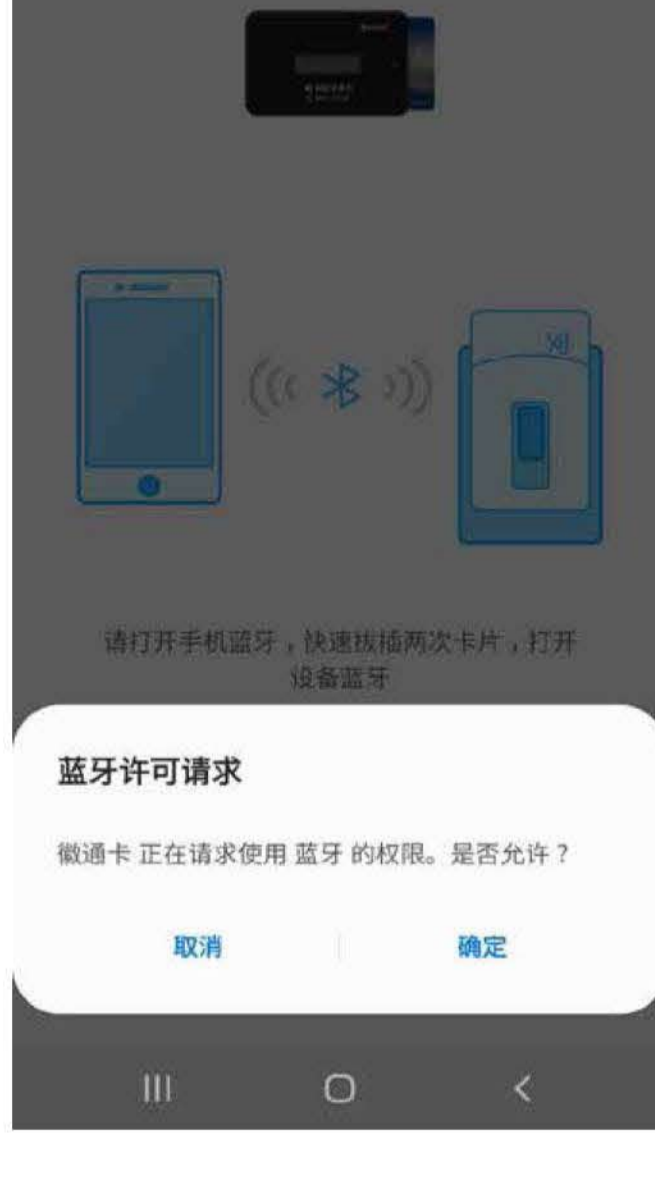 请打开手机蓝牙，快速拔插两次卡片，打开
设备蓝牙
蓝牙许可请求
徽通卡 正在请求使用 蓝牙 的权限。是否允许？
取消
确定